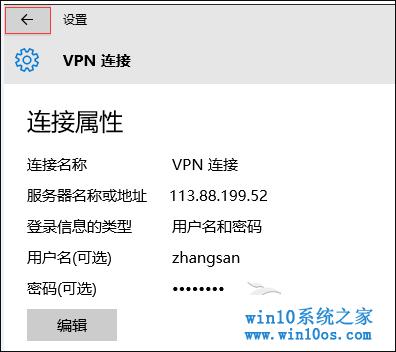 设置
VPN 连接
连接属性
连接名称 VPN 连接
服务器名称或地址 113.88.199.52
登录信息的类型 用户名和密码
用户名(可选) zhangsan
密码(可选) ••••••••
编辑
win10系统之家
www.win10os.com